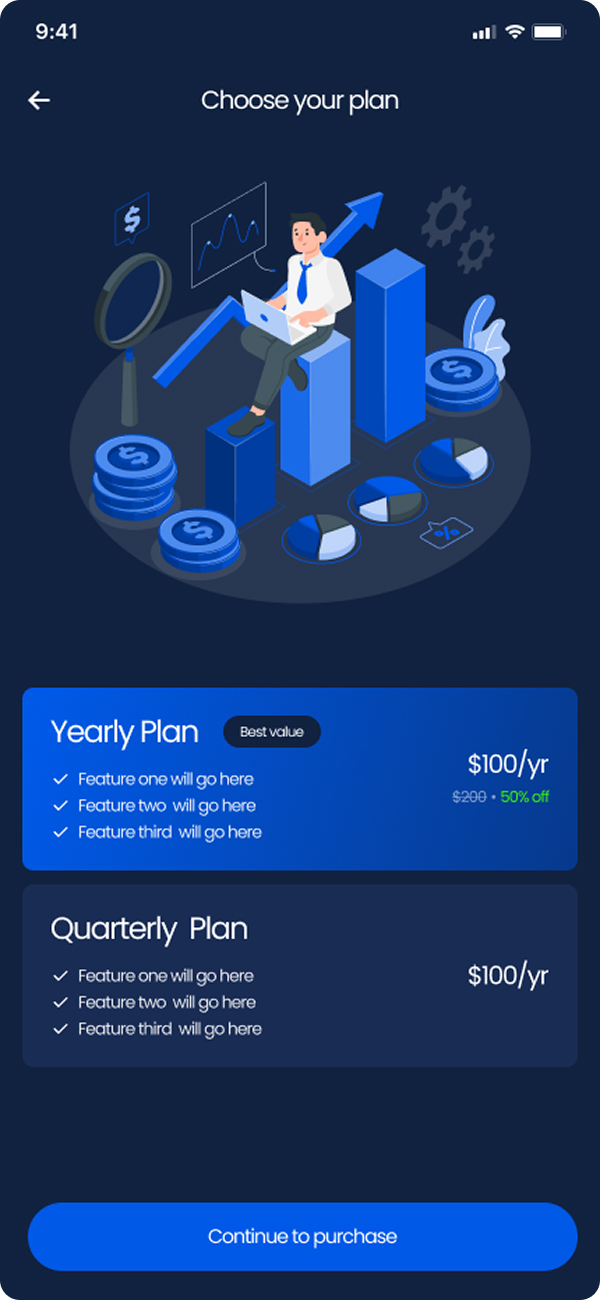 9:41
Choose your plan
$
$
$
$
%
Yearly Plan
Best value
Feature one will go here
Feature two will go here
Feature third will go here
$100/yr
$200 • 50% off
Quarterly Plan
Feature one will go here
Feature two will go here
Feature third will go here
$100/yr
Continue to purchase